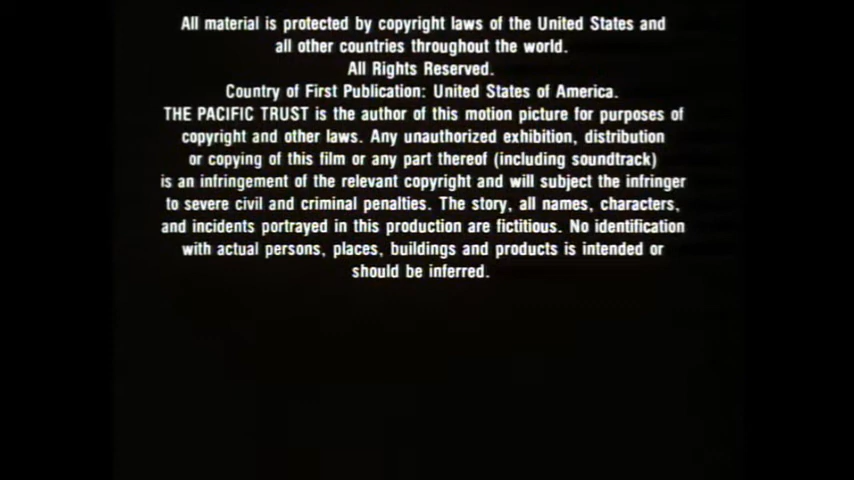 All material is protected by copyright laws of the United States and
all other countries throughout the world.
All Rights Reserved.
Country of First Publication: United States of America.
THE PACIFIC TRUST is the author of this motion picture for purposes of
copyright and other laws. Any unauthorized exhibition, distribution
or copying of this film or any part thereof (including soundtrack)
is an infringement of the relevant copyright and will subject the infringer
to severe civil and criminal penalties. The story, all names, characters,
and incidents portrayed in this production are fictitious. No identification
with actual persons, places, buildings and products is intended or
should be inferred.